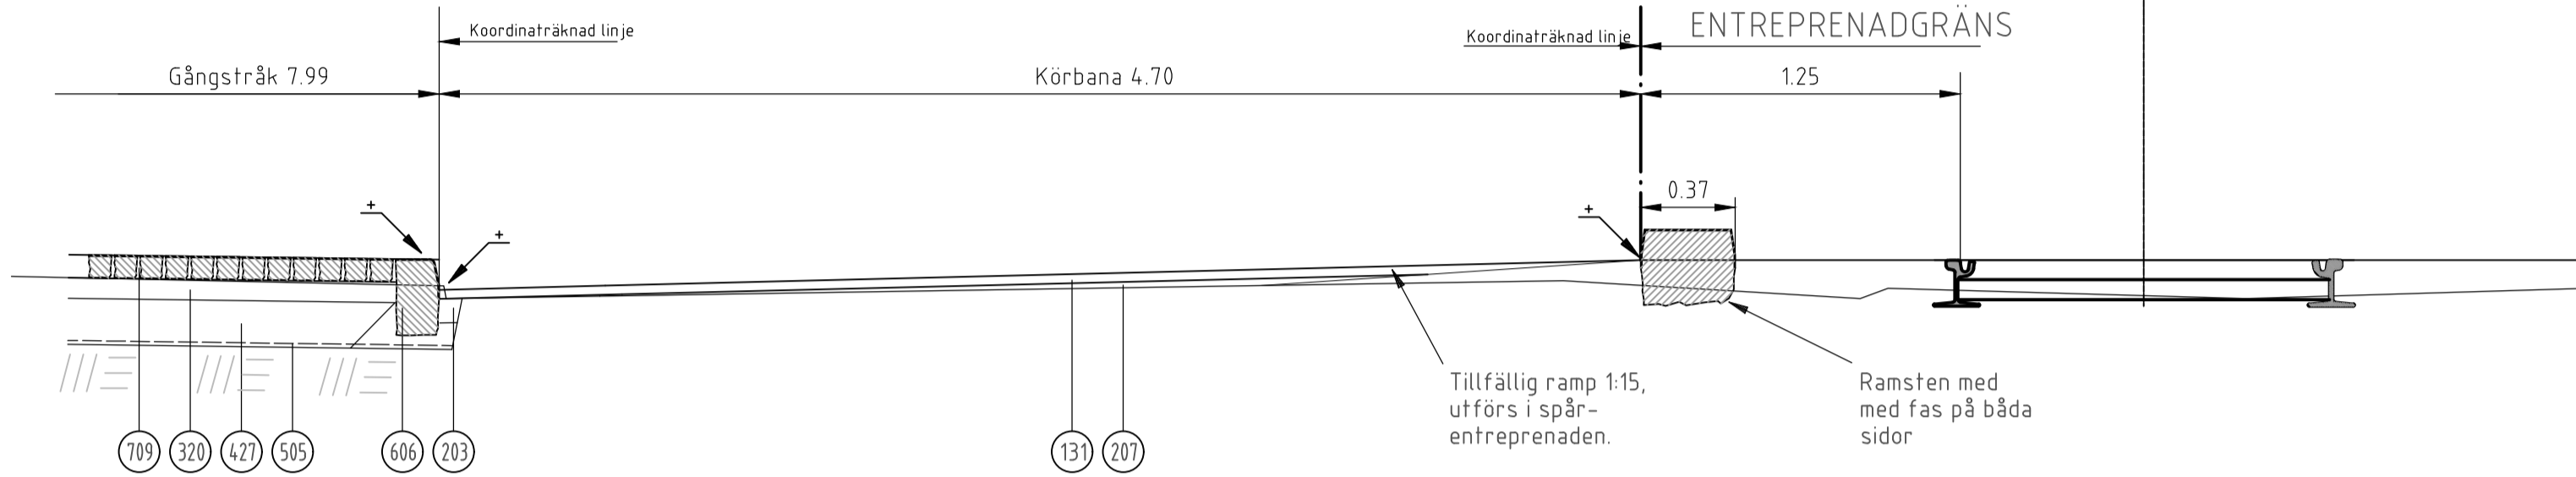 Koordinaträknad linje
Koordinaträknad linje
ENTREPRENADGRÄNS
Gångstråk 7.99
Körbana 4.70
1.25
0.37
+
+
+
Tillfällig ramp 1:15,
utförs i spår-
entreprenaden.
Ramsten med
med fas på båda
sidor
709
320
427
505
606
203
131
207